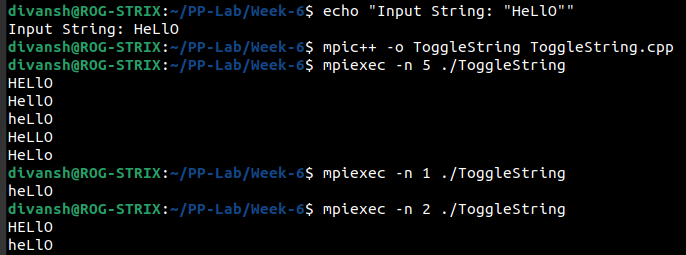 divansh@ROG-STRIX:~/PP-Lab/Week-6$ echo "Input String: "HeLlO""
Input String: HeLlO
divansh@ROG-STRIX:~/PP-Lab/Week-6$ mpic++ -o ToggleString ToggleString.cpp
divansh@ROG-STRIX:~/PP-Lab/Week-6$ mpiexec -n 5 ./ToggleString
HELlO
HellO
heLlO
HeLLO
HeLlo
divansh@ROG-STRIX:~/PP-Lab/Week-6$ mpiexec -n 1 ./ToggleString
heLlO
divansh@ROG-STRIX:~/PP-Lab/Week-6$ mpiexec -n 2 ./ToggleString
HELlO
heLlO